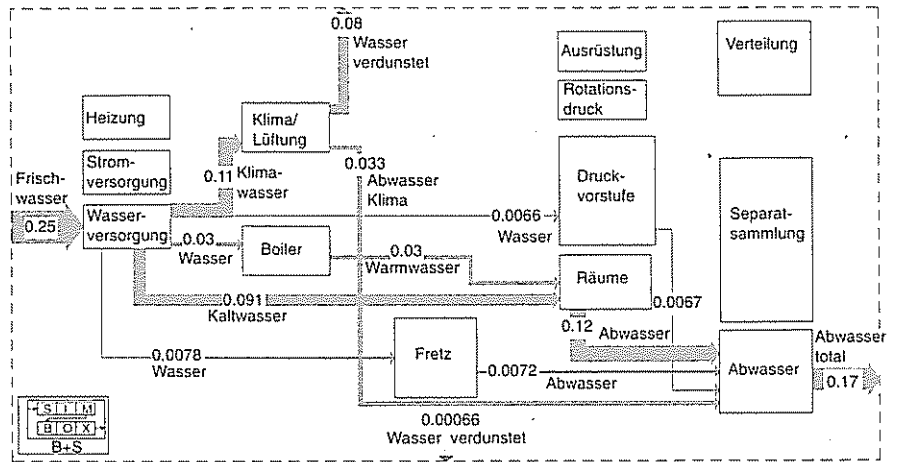 0.08
Wasser
verdunstet
Ausrüstung
Verteilung
Rotations-
druck
Heizung
Klima/
Lüftung
Strom-
versorgung
0.11
Klima-
wasser
0.033
Abwasser
Klima
Druck-
vorstufe
Frisch-
wasser
0.25
Wasser-
versorgung
0.0066
Wasser
Separat-
sammlung
0.03
Wasser
Boiler
0.03
Warmwasser
Räume
0.091
Kaltwasser
0.0067
0.12
Abwasser
Abwasser
total
0.0078
Wasser
Fretz
0.0072
Abwasser
Abwasser
0.17
0.00066
Wasser verdunstet
S I M
B O X
B+S